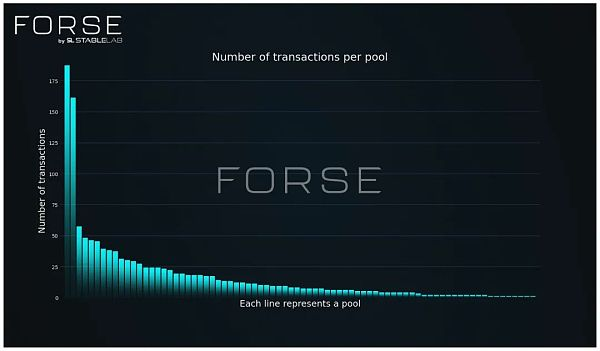 FORSE
by SL STABLELAB
Number of transactions per pool
Number of transactions
175
150
125
100
75
50
25
0
FORSE
Each line represents a pool